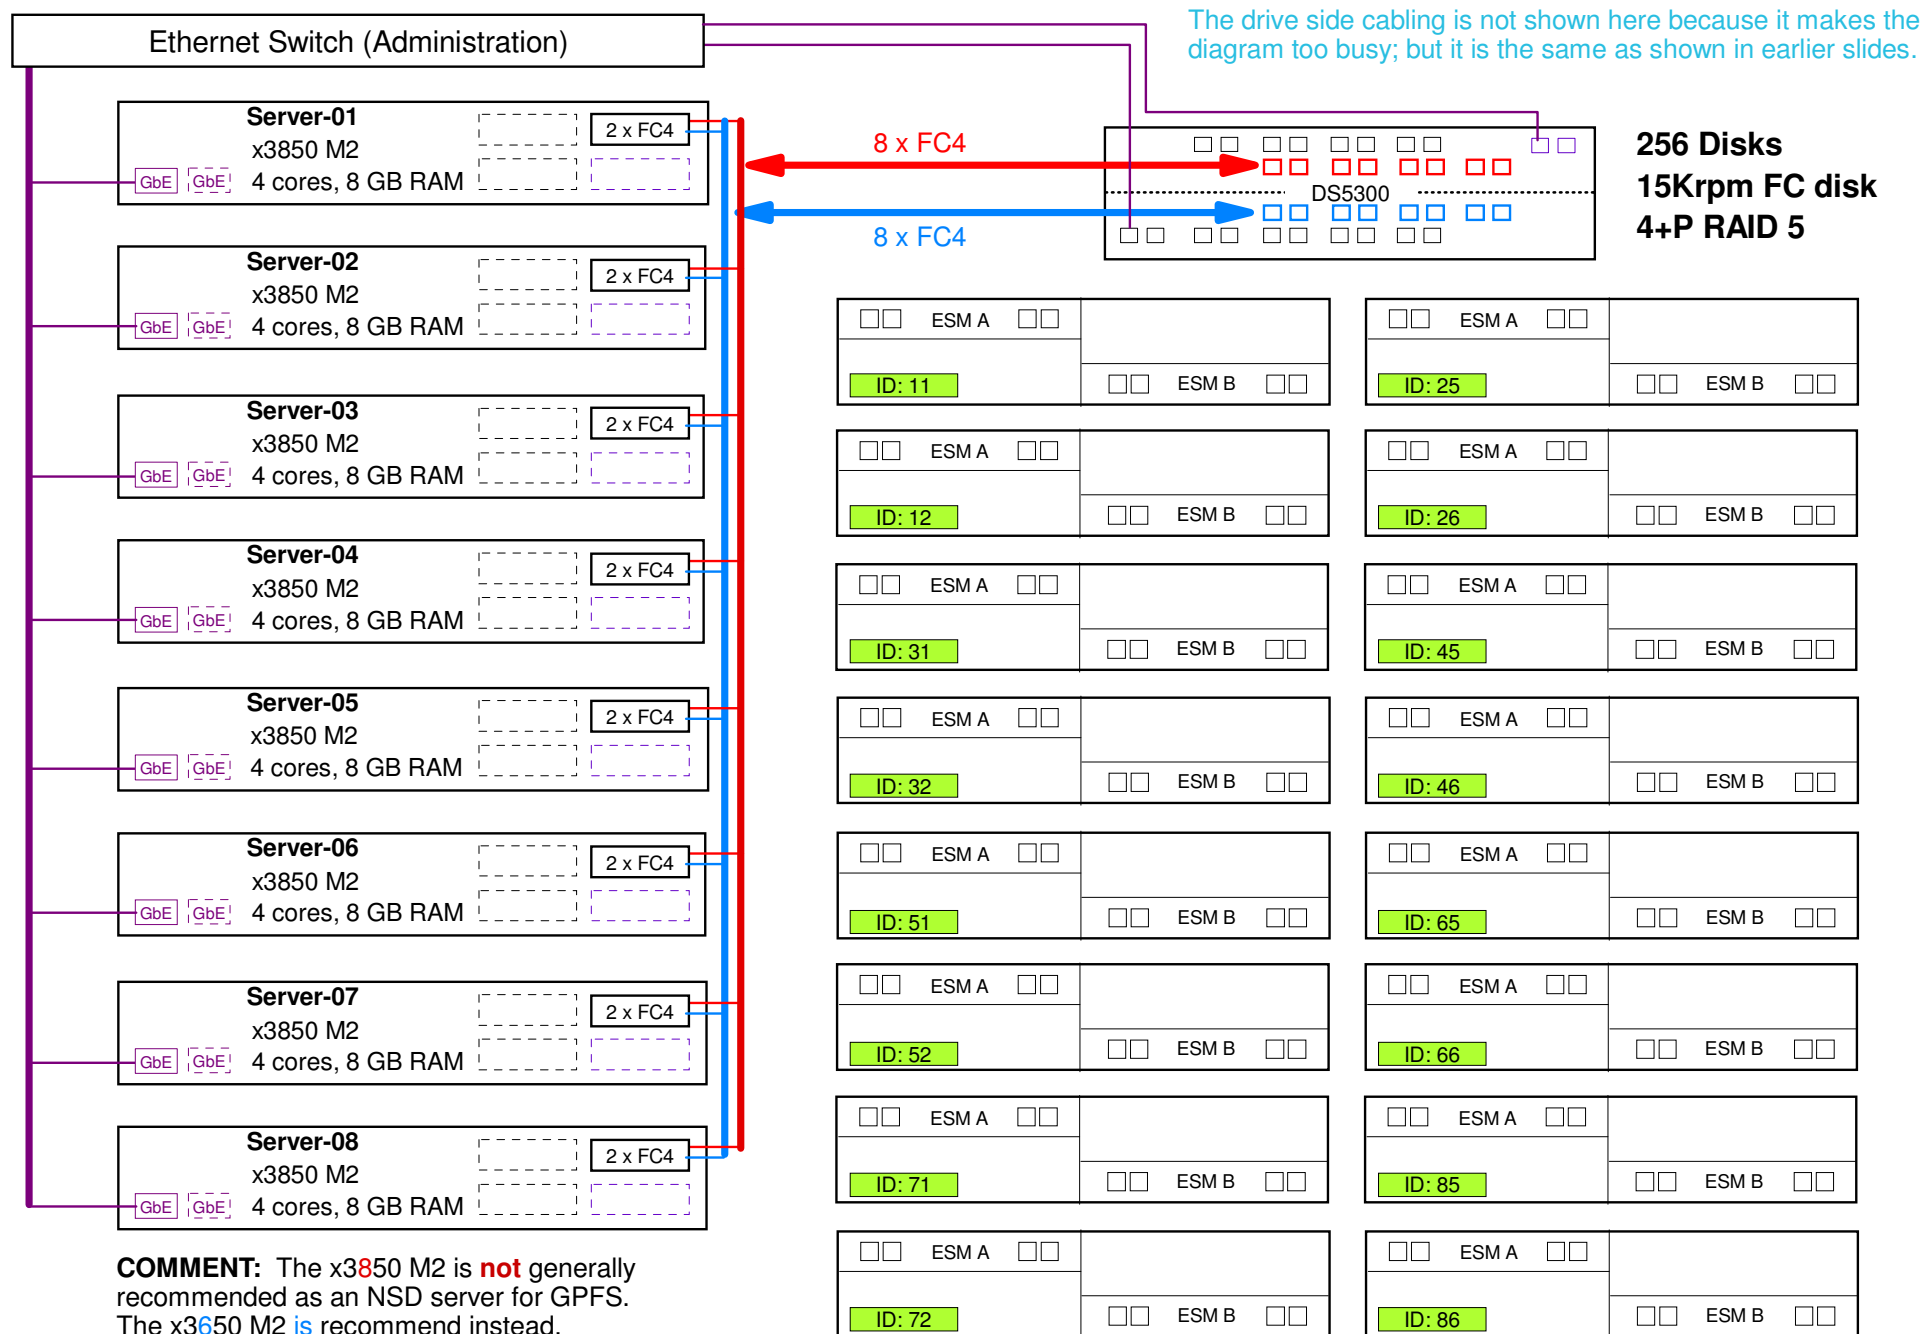 Ethernet Switch (Administration)
The drive side cabling is not shown here because it makes the
diagram too busy; but it is the same as shown in earlier slides.
Server-01
x3850 M2
4 cores, 8 GB RAM
GbE
GbE
2 x FC4
Server-02
x3850 M2
4 cores, 8 GB RAM
GbE
GbE
2 x FC4
Server-03
x3850 M2
4 cores, 8 GB RAM
GbE
GbE
2 x FC4
Server-04
x3850 M2
4 cores, 8 GB RAM
GbE
GbE
2 x FC4
Server-05
x3850 M2
4 cores, 8 GB RAM
GbE
GbE
2 x FC4
Server-06
x3850 M2
4 cores, 8 GB RAM
GbE
GbE
2 x FC4
Server-07
x3850 M2
4 cores, 8 GB RAM
GbE
GbE
2 x FC4
Server-08
x3850 M2
4 cores, 8 GB RAM
GbE
GbE
2 x FC4
COMMENT: The x3850 M2 is not generally
recommended as an NSD server for GPFS.
The x3650 M2 is recommend instead.
8 x FC4
8 x FC4
DS5300
256 Disks
15Krpm FC disk
4+P RAID 5
ESM A
ID: 11
ESM B
ESM A
ID: 12
ESM B
ESM A
ID: 31
ESM B
ESM A
ID: 32
ESM B
ESM A
ID: 51
ESM B
ESM A
ID: 52
ESM B
ESM A
ID: 71
ESM B
ESM A
ID: 72
ESM B
ESM A
ID: 25
ESM B
ESM A
ID: 26
ESM B
ESM A
ID: 45
ESM B
ESM A
ID: 46
ESM B
ESM A
ID: 65
ESM B
ESM A
ID: 66
ESM B
ESM A
ID: 85
ESM B
ESM A
ID: 86
ESM B